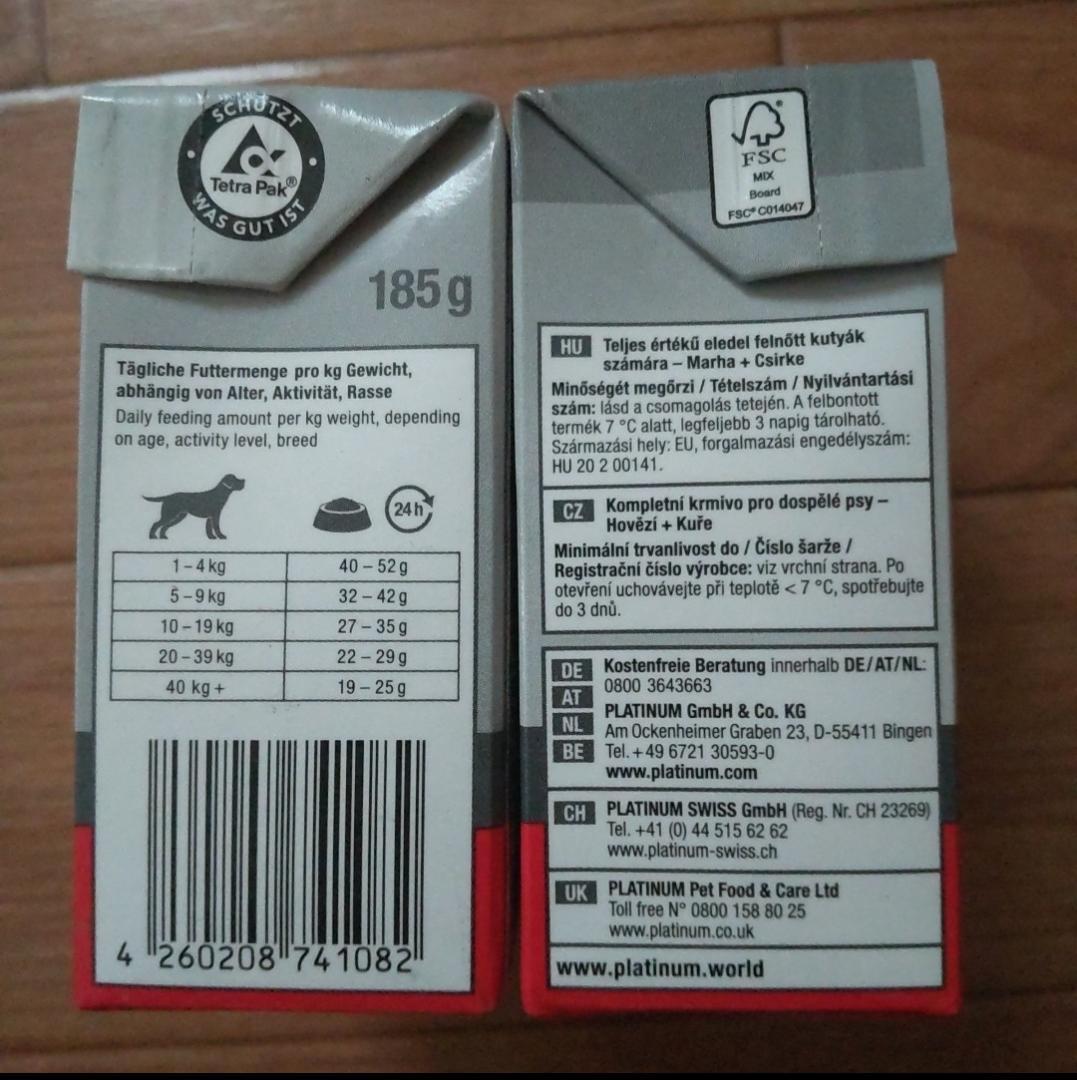 SCHÜTZT
Tetra Pak®
WAS GUT IST
185 g
Tägliche Futtermenge pro kg Gewicht,
abhängig von Alter, Aktivität, Rasse
Daily feeding amount per kg weight, depending
on age, activity level, breed
24 h
1 – 4 kg 40 – 52 g
5 – 9 kg 32 – 42 g
10 – 19 kg 27 – 35 g
20 – 39 kg 22 – 29 g
40 kg + 19 – 25 g
4 260208 741082
FSC
MIX
Board
FSC® C014047
HU Teljes értékű eledel felnőtt kutyák
számára – Marha + Csirke
Minőségét megőrzi / Tételszám / Nyilvántartási
szám: lásd a csomagolás tetején. A felbontott
termék 7 °C alatt, legfeljebb 3 napig tárolható.
Származási hely: EU, forgalmazási engedélyszám:
HU 20 2 00141.
CZ Kompletní krmivo pro dospělé psy –
Hovězí + Kuře
Minimální trvanlivost do / Číslo šarže /
Registrační číslo výrobce: viz vrchní strana. Po
otevření uchovávejte při teplotě < 7 °C, spotřebujte
do 3 dnů.
DE Kostenfreie Beratung innerhalb DE/AT/NL:
AT 0800 3643663
PLATINUM GmbH & Co. KG
NL Am Ockenheimer Graben 23, D-55411 Bingen
BE Tel. + 49 6721 30593-0
www.platinum.com
CH PLATINUM SWISS GmbH (Reg. Nr. CH 23269)
Tel. +41 (0) 44 515 62 62
www.platinum-swiss.ch
UK PLATINUM Pet Food & Care Ltd
Toll free N° 0800 158 80 25
www.platinum.co.uk
www.platinum.world